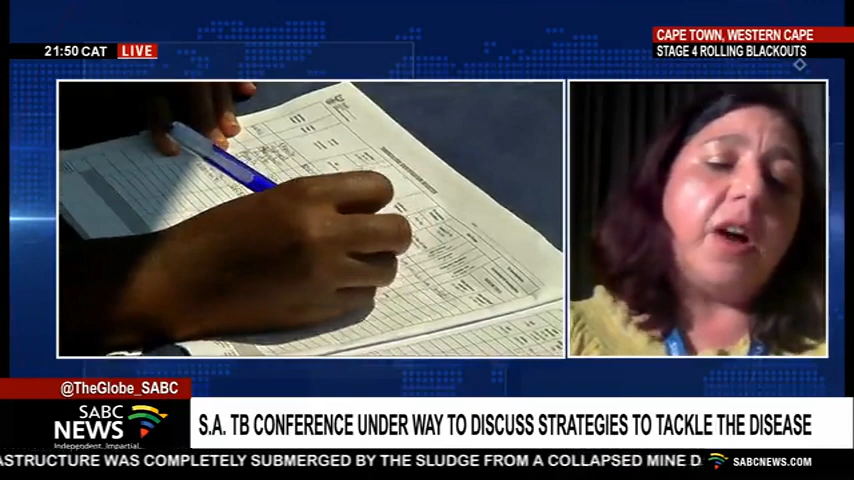 21:50 CAT LIVE
CAPE TOWN, WESTERN CAPE
STAGE 4 ROLLING BLACKOUTS
@TheGlobe_SABC
SABC
NEWS
Independent. Impartial.
S.A. TB CONFERENCE UNDER WAY TO DISCUSS STRATEGIES TO TACKLE THE DISEASE
ASTRUCTURE WAS COMPLETELY SUBMERGED BY THE SLUDGE FROM A COLLAPSED MINE D
SABCNEWS.COM